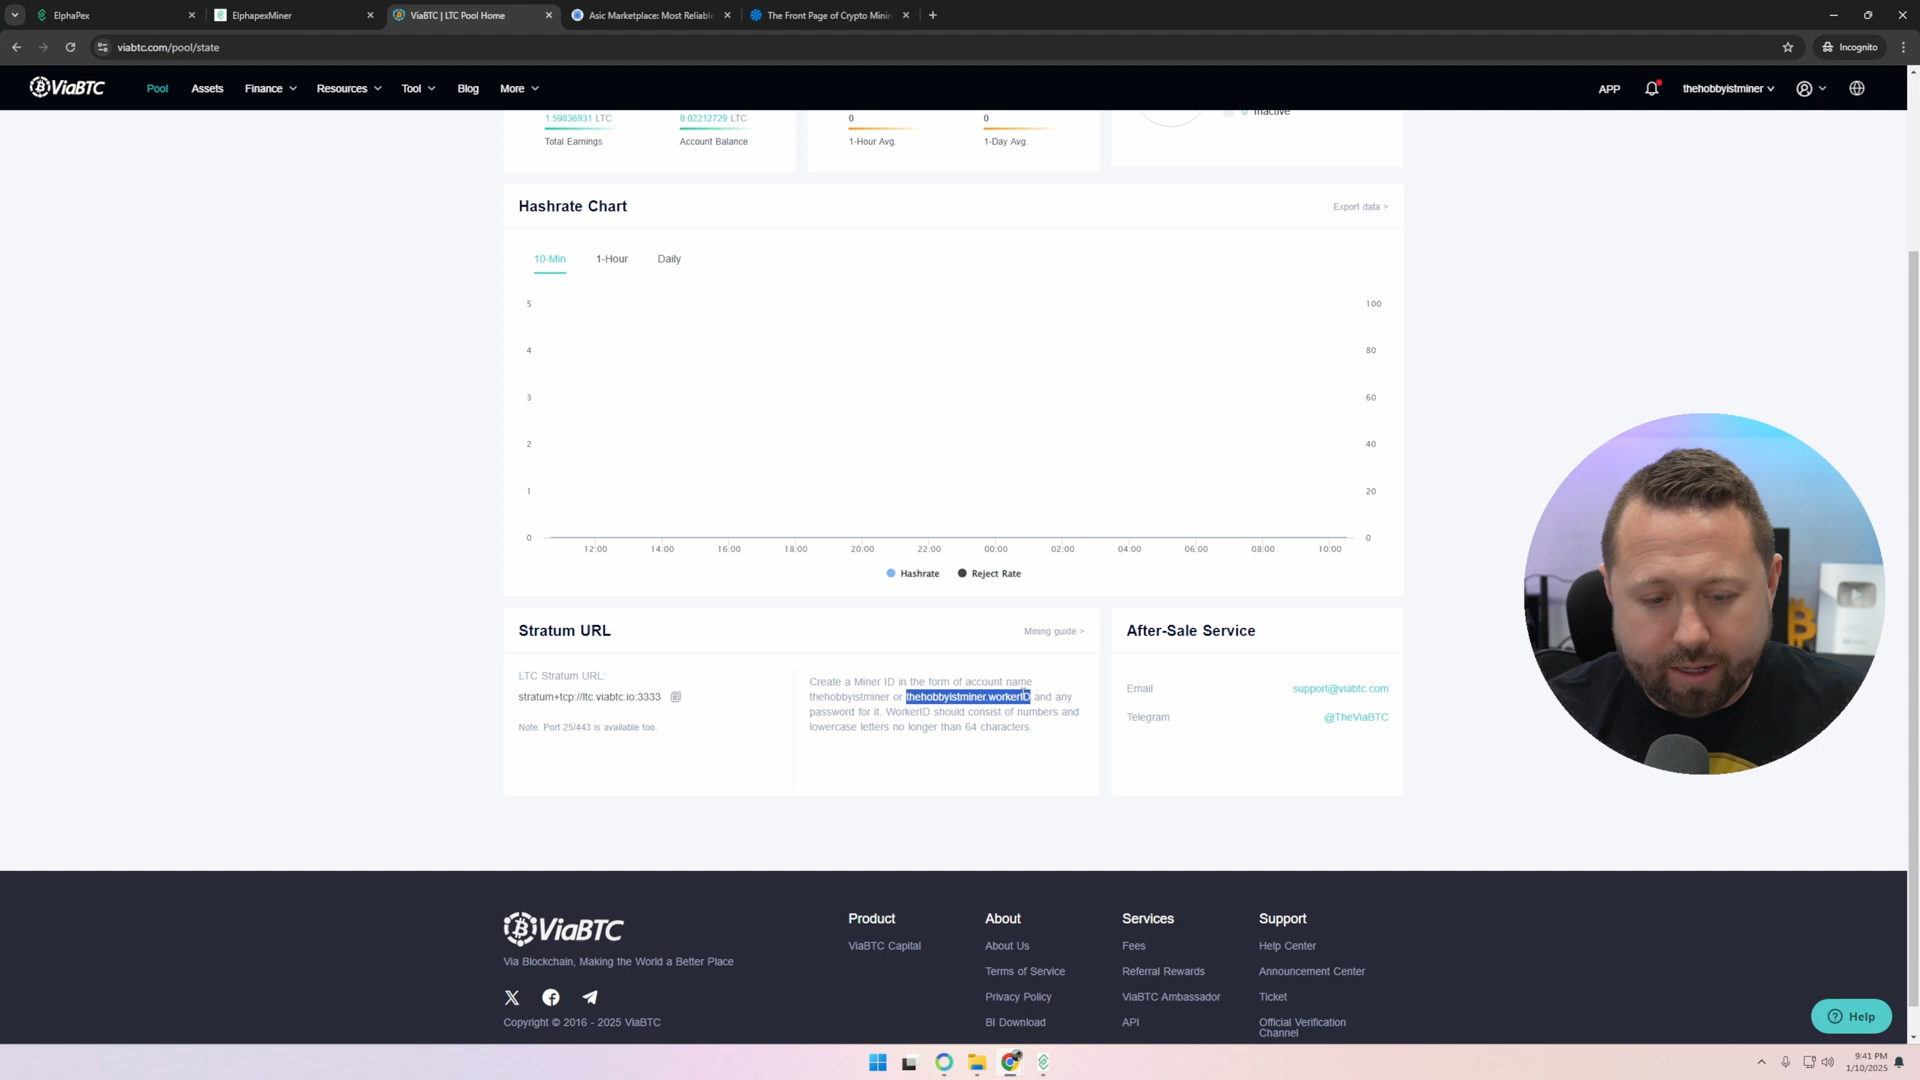 ElphaPex
ElphapexMiner
ViaBTC | LTC Pool Home
Asic Marketplace: Most Reliable
The Front Page of Crypto Minin
viabtc.com/pool/state
Incognito
ViaBTC
Pool
Assets
Finance
Resources
Tool
Blog
More
APP
thehobbyistminer
1.59836931 LTC
0.02212729 LTC
0
0
0 Inactive
Total Earnings
Account Balance
1-Hour Avg.
1-Day Avg.
Hashrate Chart
Export data >
10-Min
1-Hour
Daily
5
100
4
80
3
60
2
40
1
20
0
0
12:00
14:00
16:00
18:00
20:00
22:00
00:00
02:00
04:00
06:00
08:00
10:00
Hashrate
Reject Rate
Stratum URL
Mining guide >
LTC Stratum URL:
stratum+tcp://ltc.viabtc.io:3333
Note: Port 25/443 is available too.
Create a Miner ID in the form of account name
thehobbyistminer or thehobbyistminer.workerID and any
password for it. WorkerID should consist of numbers and
lowercase letters no longer than 64 characters.
After-Sale Service
Email
support@viabtc.com
Telegram
@TheViaBTC
ViaBTC
Via Blockchain, Making the World a Better Place
Copyright © 2016 - 2025 ViaBTC
Product
ViaBTC Capital
About
About Us
Terms of Service
Privacy Policy
BI Download
Services
Fees
Referral Rewards
ViaBTC Ambassador
API
Support
Help Center
Announcement Center
Ticket
Official Verification
Channel
Help
9:41 PM
1/10/2025